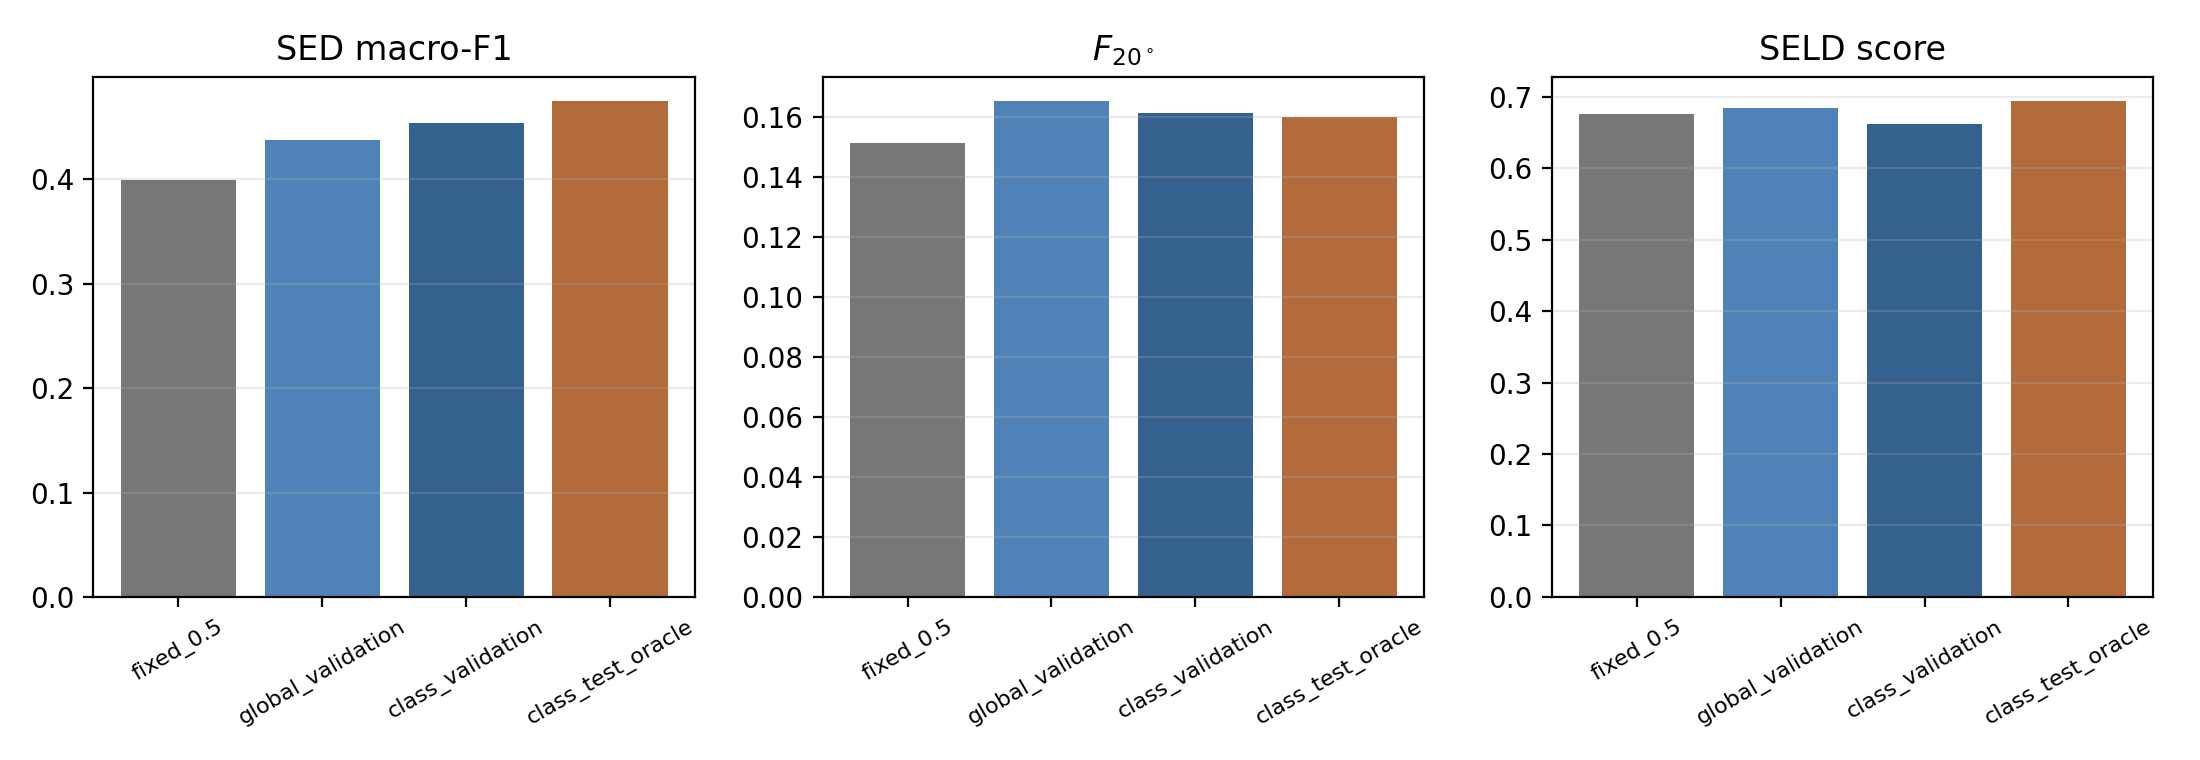 SED macro-F1
0.4
0.3
0.2
0.1
0.0
fixed_0.5
global_validation
class_validation
class_test_oracle
F20°
0.16
0.14
0.12
0.10
0.08
0.06
0.04
0.02
0.00
fixed_0.5
global_validation
class_validation
class_test_oracle
SELD score
0.7
0.6
0.5
0.4
0.3
0.2
0.1
0.0
fixed_0.5
global_validation
class_validation
class_test_oracle